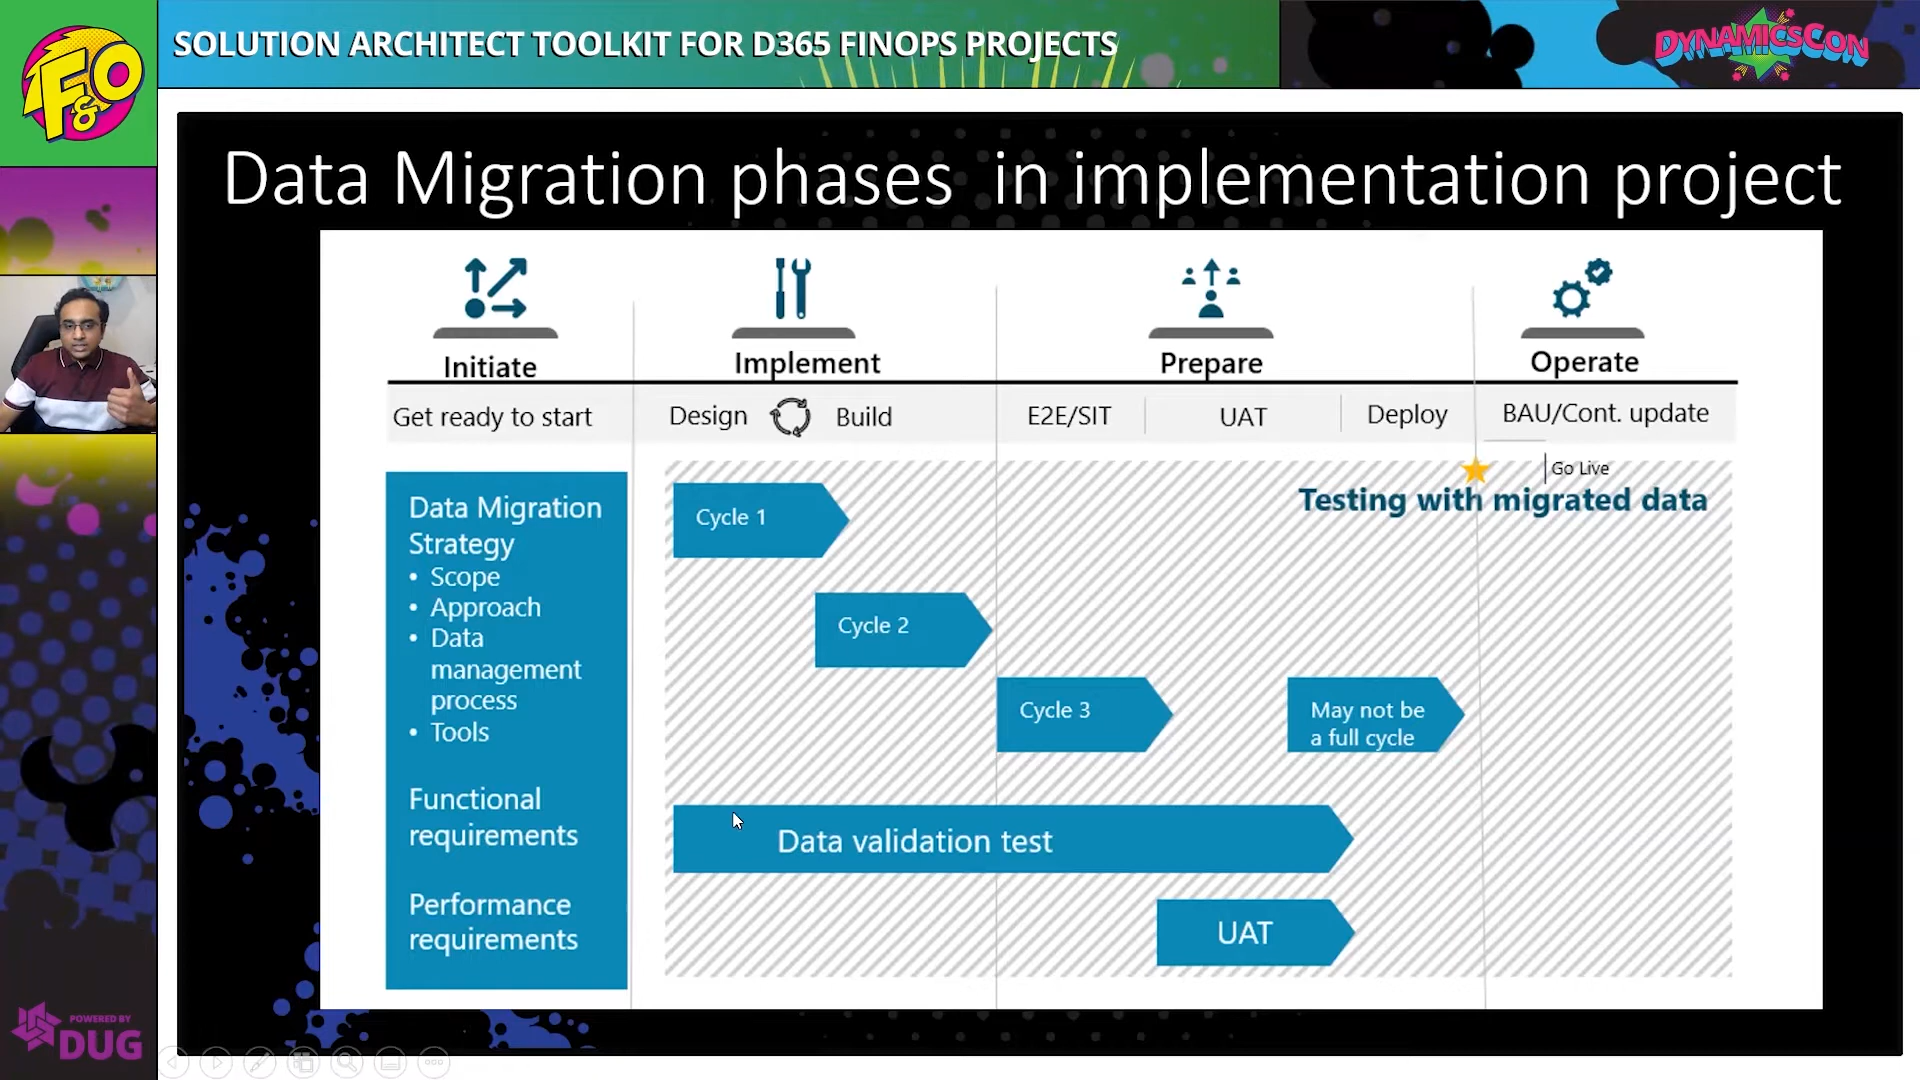 F&O
SOLUTION ARCHITECT TOOLKIT FOR D365 FINOPS PROJECTS
DYNAMICSCON
Data Migration phases in implementation project
Initiate
Implement
Prepare
Operate
Get ready to start
Design
Build
E2E/SIT
UAT
Deploy
BAU/Cont. update
Go Live
Testing with migrated data
Data Migration
Strategy
• Scope
• Approach
• Data
management
process
• Tools
Functional
requirements
Performance
requirements
Cycle 1
Cycle 2
Cycle 3
May not be
a full cycle
Data validation test
UAT
POWERED BY
DUG